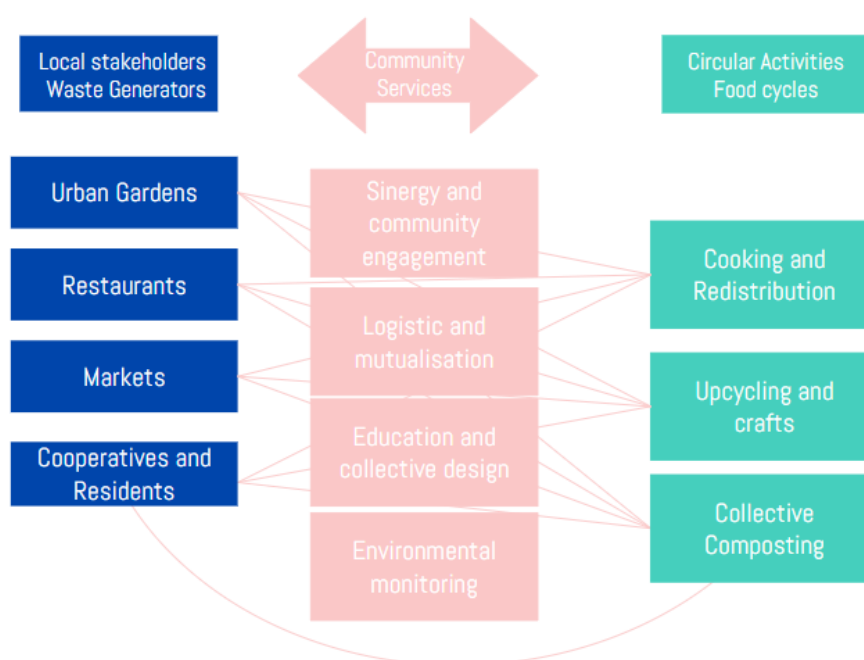 Local stakeholders
Waste Generators
Community
Services
Circular Activities
Food cycles
Urban Gardens
Restaurants
Markets
Cooperatives and
Residents
Sinergy and
community
engagement
Logistic and
mutualisation
Education and
collective design
Environmental
monitoring
Cooking and
Redistribution
Upcycling and
crafts
Collective
Composting